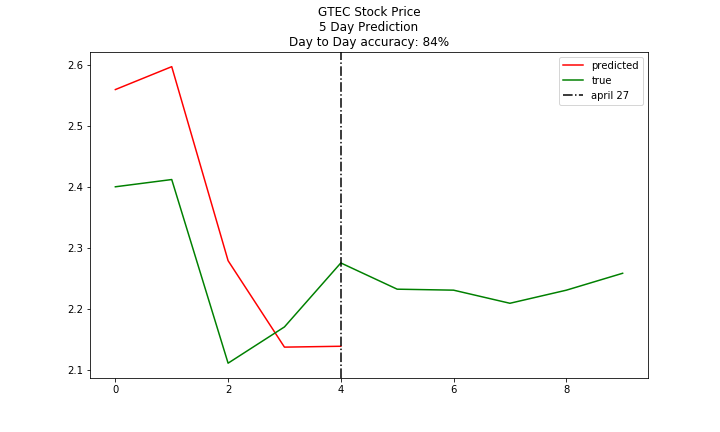 GTEC Stock Price
5 Day Prediction
Day to Day accuracy: 84%
predicted
true
april 27
2.6
2.5
2.4
2.3
2.2
2.1
0 2 4 6 8